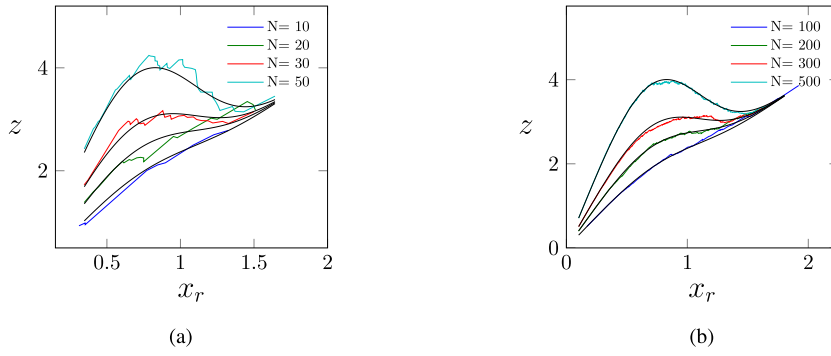 N= 10
N= 20
N= 30
N= 50
4
2
z
0.5
1
1.5
2
x_r
(a)
N= 100
N= 200
N= 300
N= 500
4
2
0
z
0
1
2
x_r
(b)